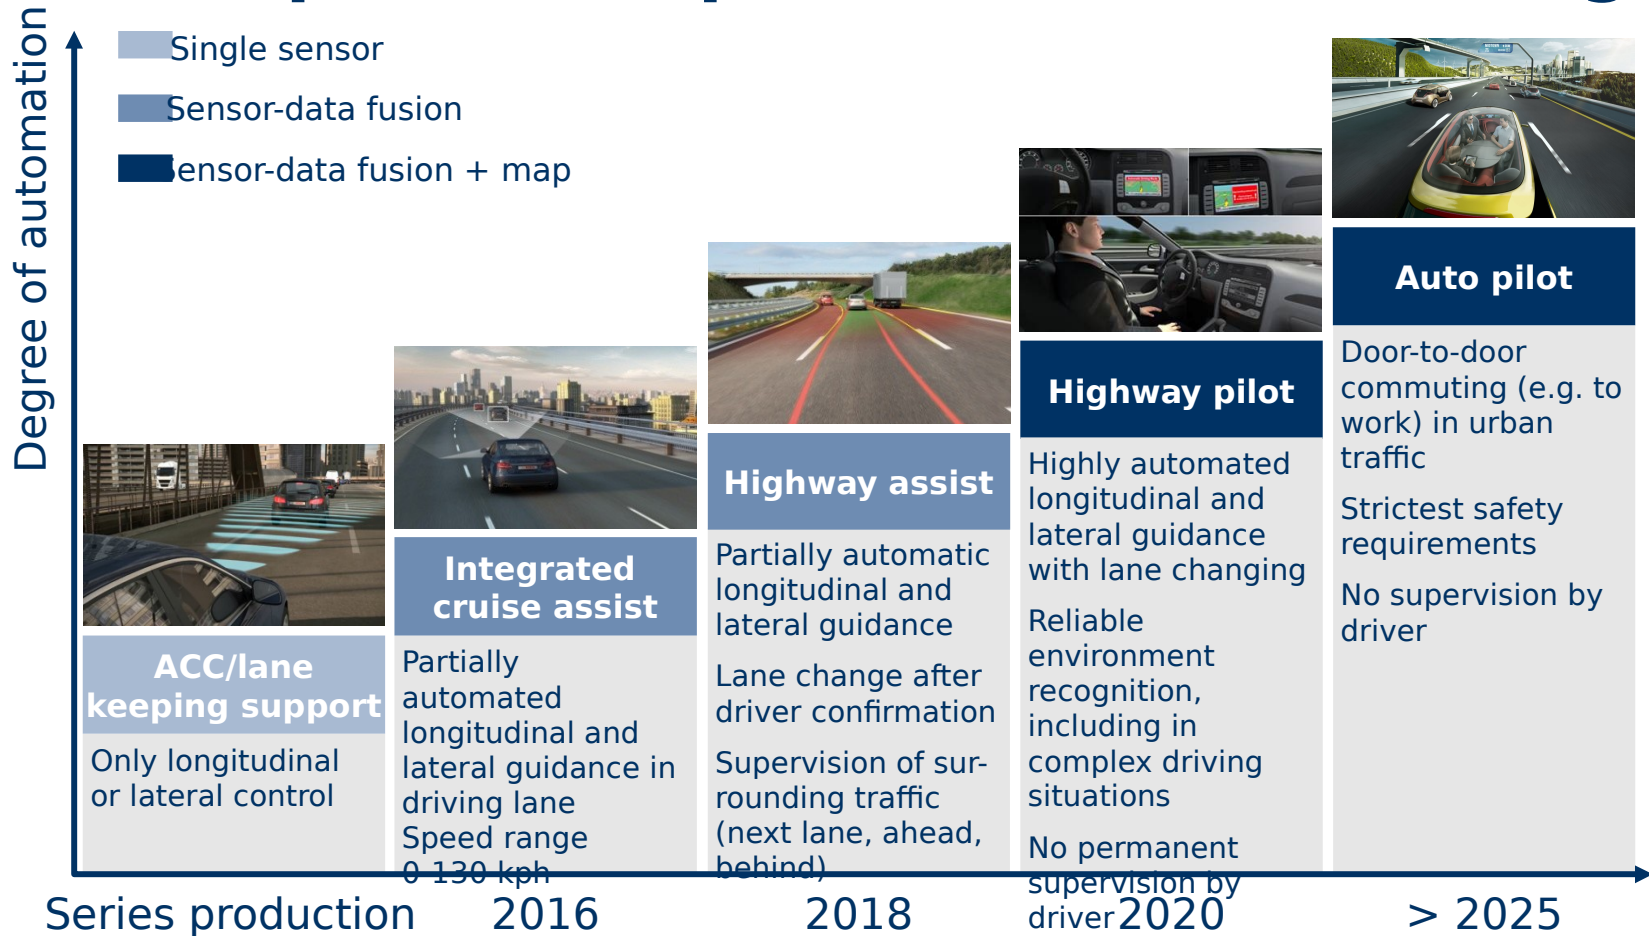 Degree of automation
Single sensor
Sensor-data fusion
Sensor-data fusion + map
ACC/lane
keeping support
Only longitudinal
or lateral control
Integrated
cruise assist
Partially
automated
longitudinal and
lateral guidance in
driving lane
Speed range
0-130 kph
Highway assist
Partially automatic
longitudinal and
lateral guidance
Lane change after
driver confirmation
Supervision of sur-
rounding traffic
(next lane, ahead,
behind)
Highway pilot
Highly automated
longitudinal and
lateral guidance
with lane changing
Reliable
environment
recognition,
including in
complex driving
situations
No permanent
supervision by
driver
Auto pilot
Door-to-door
commuting (e.g. to
work) in urban
traffic
Strictest safety
requirements
No supervision by
driver
Series production
2016
2018
2020
> 2025